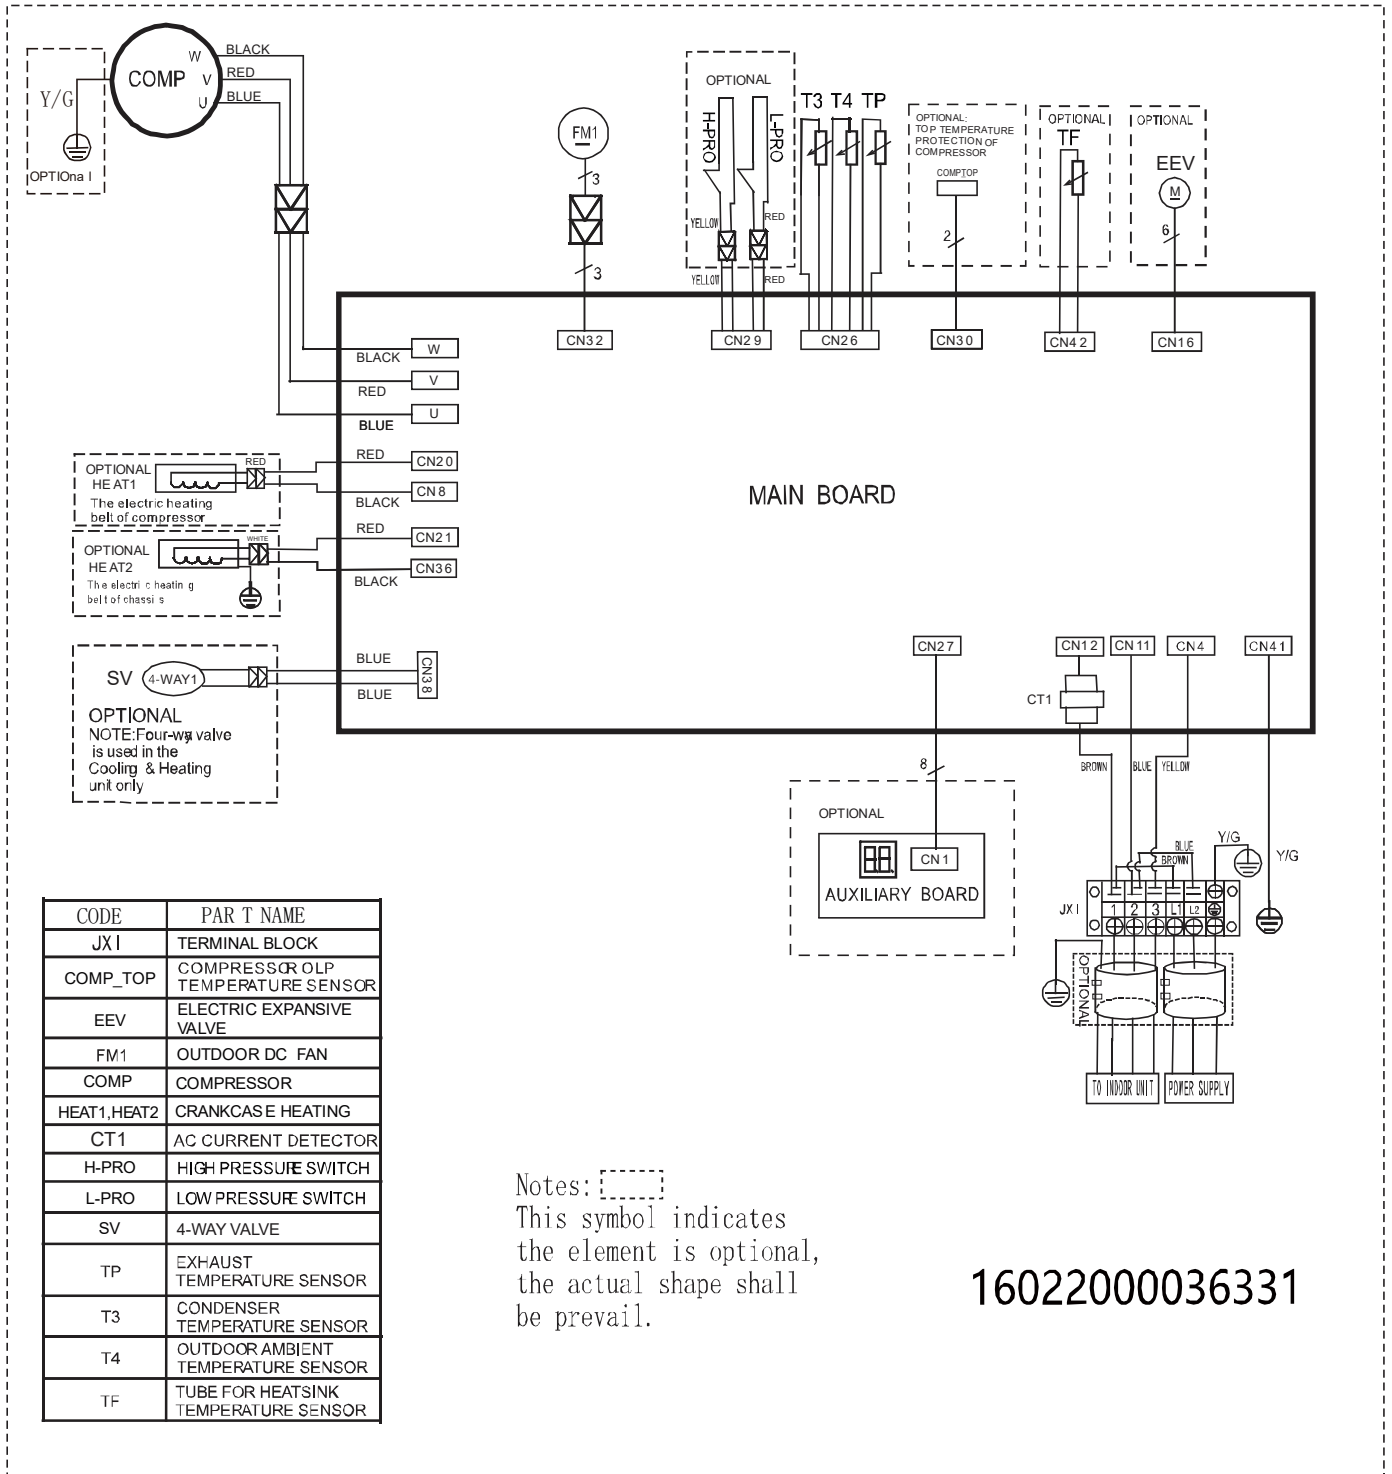 COMP
W
V
U
BLACK
RED
BLUE
Y/G
OPTIOna l
FM1
3
3
OPTIONAL
H-PRO
L-PRO
YELLOW
RED
YELLOW
RED
T3 T4 TP
OPTIONAL:
TOP TEMPERATURE
PROTECTION OF
COMPRESSOR
COMPTOP
2
OPTIONAL
TF
OPTIONAL
EEV
M
6
CN32
CN29
CN26
CN30
CN42
CN16
BLACK
W
RED
V
BLUE
U
OPTIONAL
HEAT1
RED
The electric heating
belt of compressor
RED
CN20
BLACK
CN8
OPTIONAL
HEAT2
WHITE
The electric heating
belt of chassis
RED
CN21
BLACK
CN36
MAIN BOARD
SV
4-WAY1
BLUE
BLUE
CN38
OPTIONAL
NOTE:Four-wa valve
is used in the
Cooling & Heating
unit only
CN27
CN12
CN11
CN4
CN41
CT1
8
BROWN
BLUE
YELLOW
OPTIONAL
CN1
AUXILIARY BOARD
BLUE
BROWN
Y/G
Y/G
JX1
1 2 3 L1 L2
OPTIONAL
TO INDOOR UNIT
POWER SUPPLY
CODE PAR T NAME
JX1 TERMINAL BLOCK
COMP_TOP COMPRESSOR OLP
TEMPERATURE SENSOR
EEV ELECTRIC EXPANSIVE
VALVE
FM1 OUTDOOR DC FAN
COMP COMPRESSOR
HEAT1,HEAT2 CRANKCASE HEATING
CT1 AC CURRENT DETECTOR
H-PRO HIGH PRESSURE SWITCH
L-PRO LOW PRESSURE SWITCH
SV 4-WAY VALVE
TP EXHAUST
TEMPERATURE SENSOR
T3 CONDENSER
TEMPERATURE SENSOR
T4 OUTDOOR AMBIENT
TEMPERATURE SENSOR
TF TUBE FOR HEATSINK
TEMPERATURE SENSOR
Notes:
This symbol indicates
the element is optional,
the actual shape shall
be prevail.
16022000036331